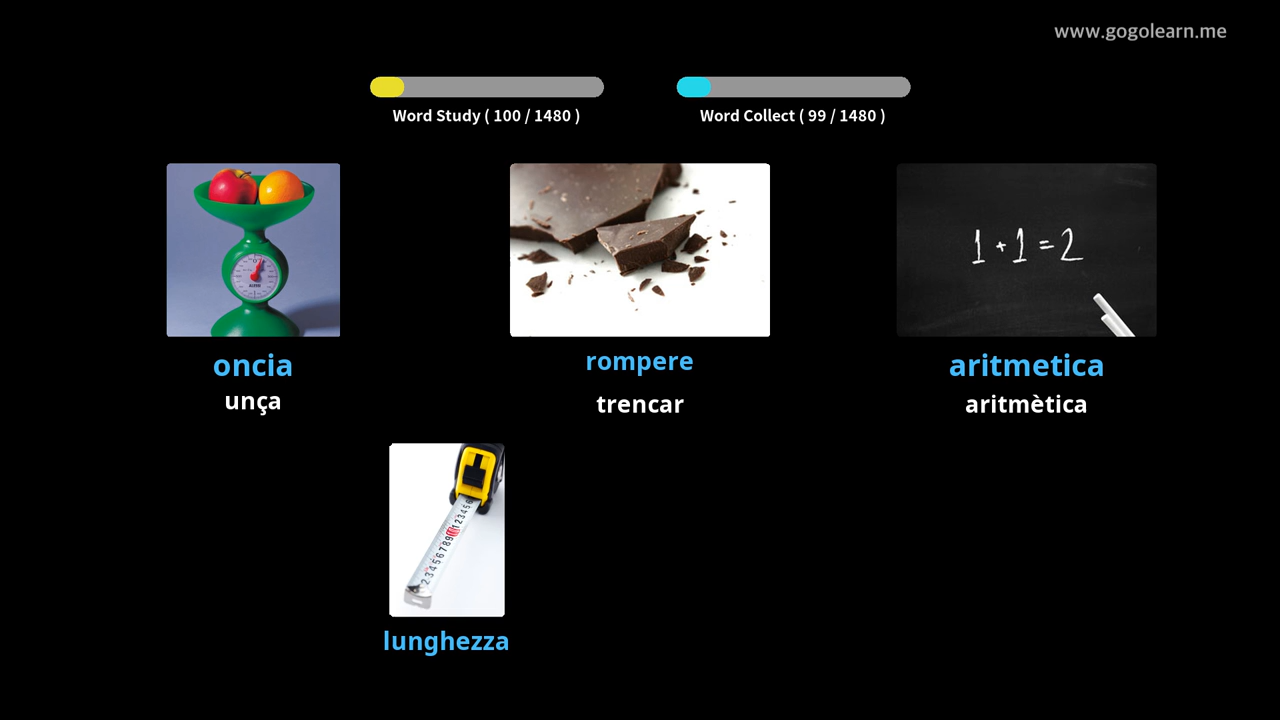 www.gogolearn.me
Word Study ( 100 / 1480 )
Word Collect ( 99 / 1480 )
1 + 1 = 2
oncia
unça
rompere
trencar
aritmetica
aritmètica
lunghezza